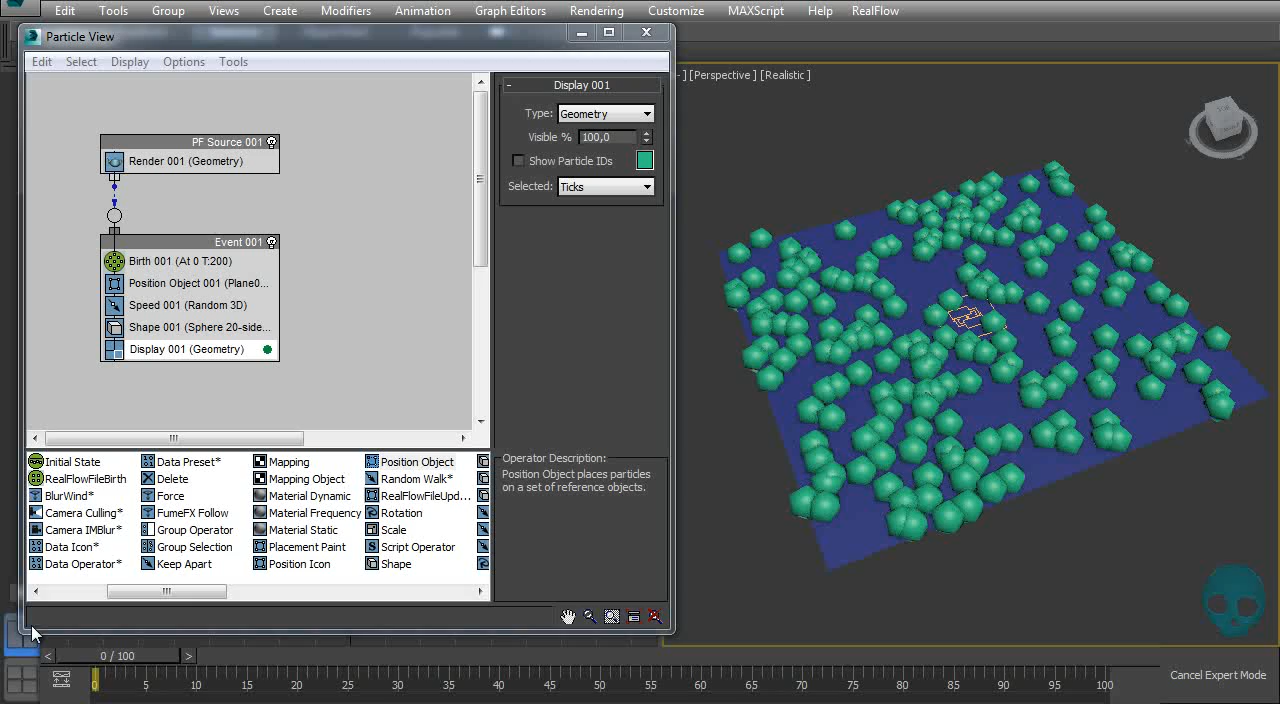 Edit Tools Group Views Create Modifiers Animation Graph Editors Rendering Customize MAXScript Help RealFlow
Particle View
Edit Select Display Options Tools
[Perspective] [Realistic]
Display 001
Type: Geometry
Visible % 100,0
Show Particle IDs
Selected: Ticks
PF Source 001
Render 001 (Geometry)
Event 001
Birth 001 (At 0 T:200)
Position Object 001 (Plane0...
Speed 001 (Random 3D)
Shape 001 (Sphere 20-side...
Display 001 (Geometry)
Initial State Data Preset* Mapping Position Object
RealFlowFileBirth Delete Mapping Object Random Walk*
BlurWind* Force Material Dynamic RealFlowFileUpd...
Camera Culling* FumeFX Follow Material Frequency Rotation
Camera IMBlur* Group Operator Material Static Scale
Data Icon* Group Selection Placement Paint Script Operator
Data Operator* Keep Apart Position Icon Shape
Operator Description:
Position Object places particles
on a set of reference objects.
< 0 / 100 >
0 5 10 15 20 25 30 35 40 45 50 55 60 65 70 75 80 85 90 95 100
Cancel Expert Mode